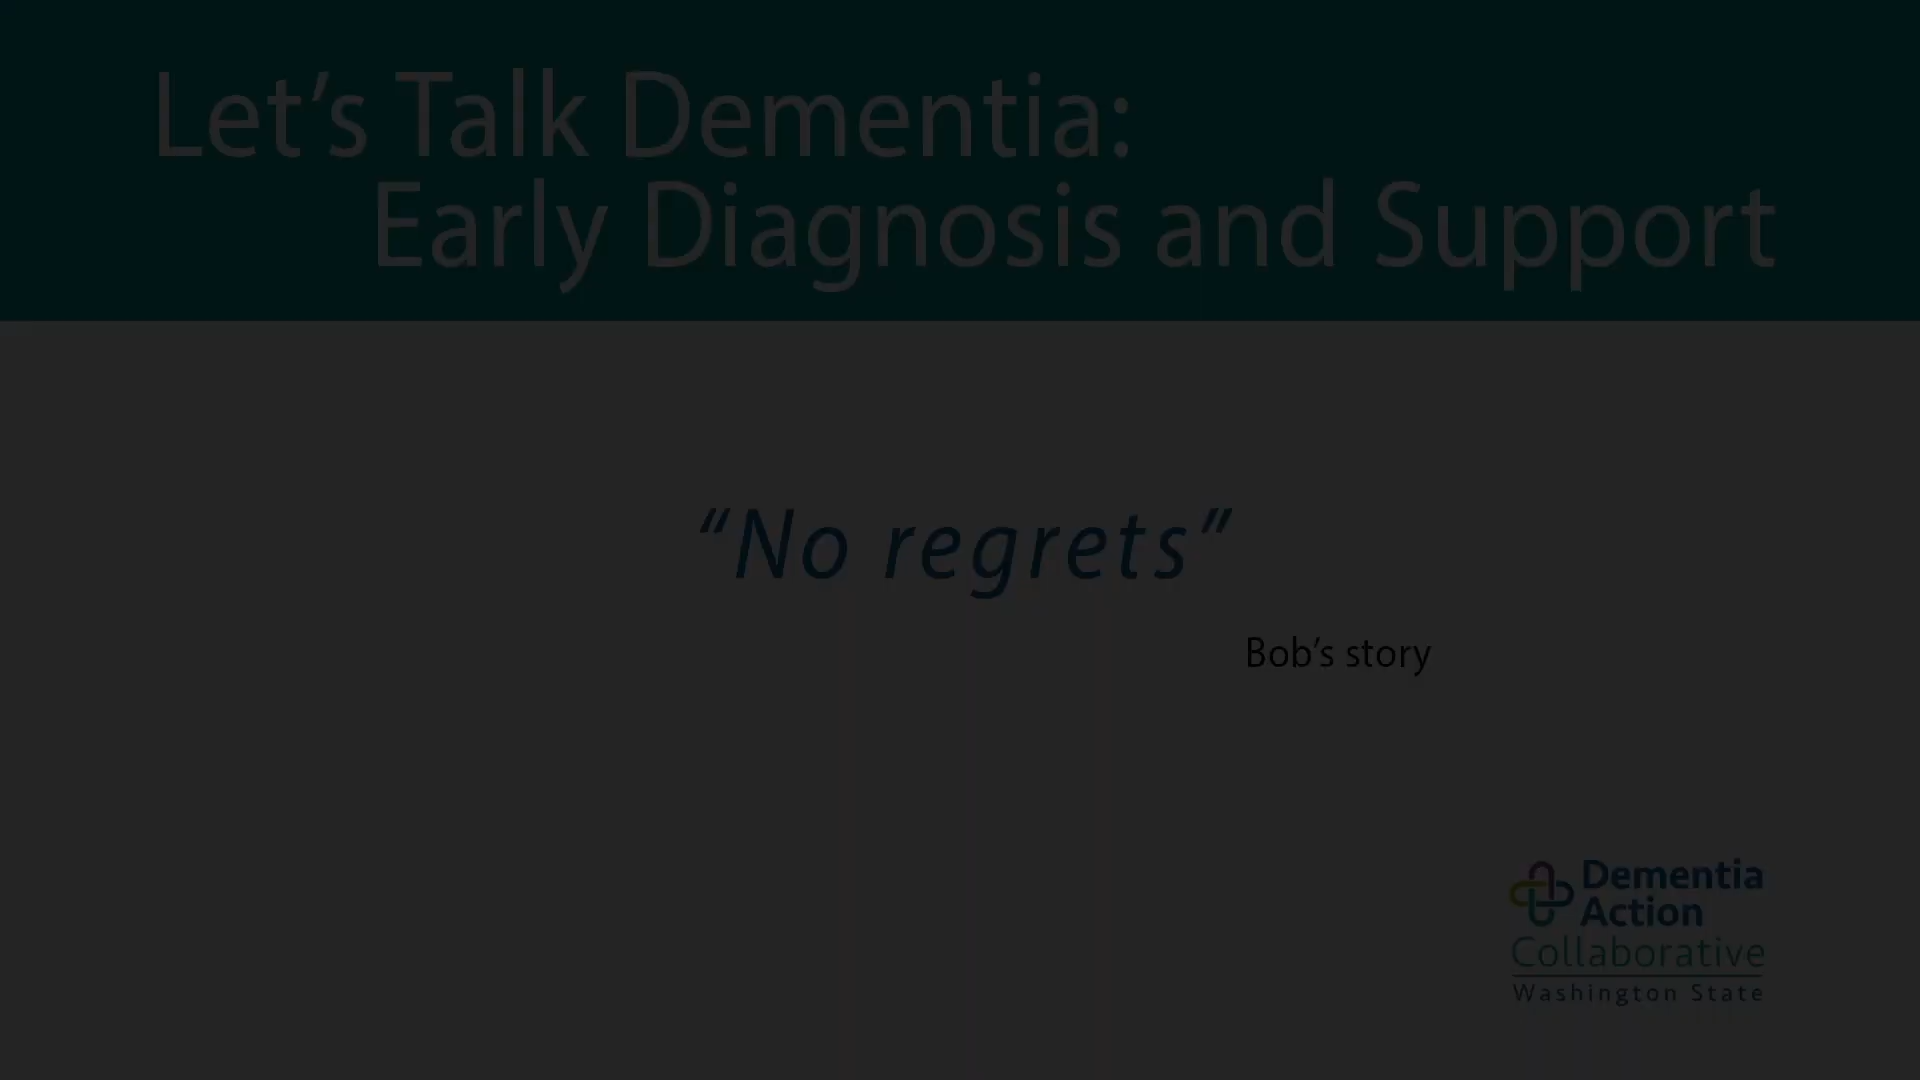 Let’s Talk Dementia:
Early Diagnosis and Support
“No regrets”
Bob’s story
Dementia
Action
Collaborative
Washington State